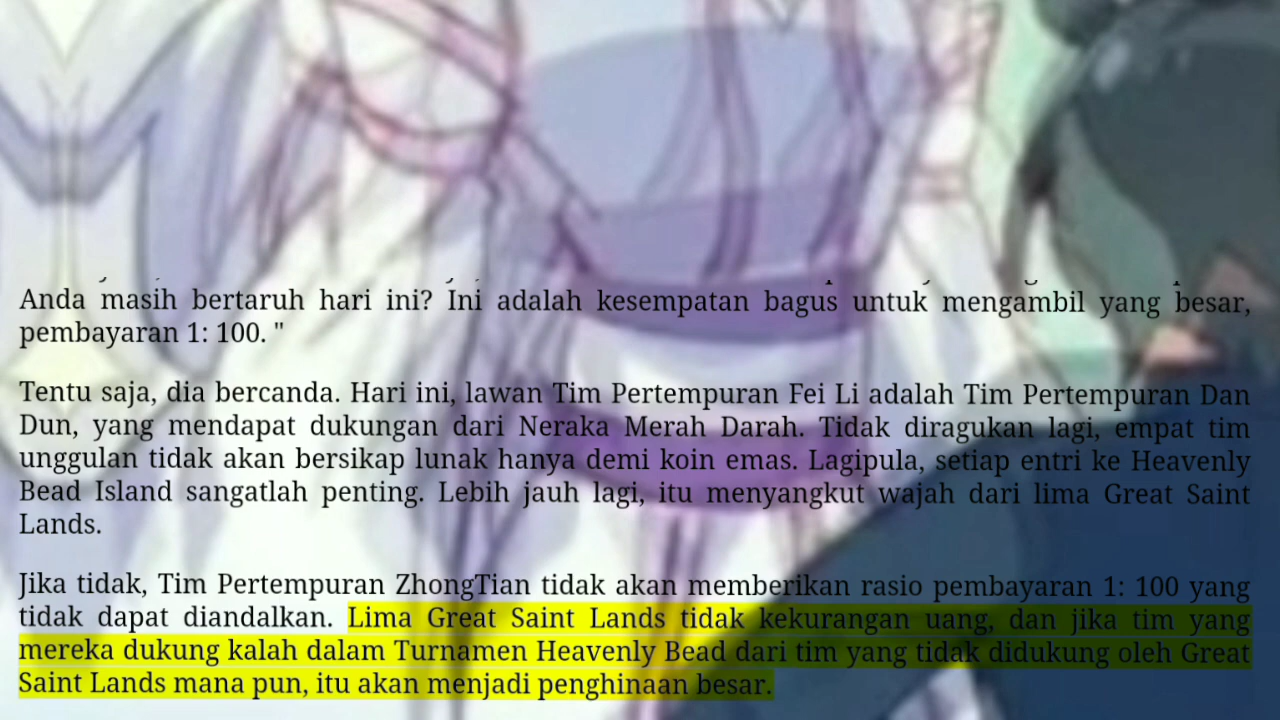 Anda masih bertaruh hari ini? Ini adalah kesempatan bagus untuk mengambil yang besar,
pembayaran 1: 100. "
Tentu saja, dia bercanda. Hari ini, lawan Tim Pertempuran Fei Li adalah Tim Pertempuran Dan
Dun, yang mendapat dukungan dari Neraka Merah Darah. Tidak diragukan lagi, empat tim
unggulan tidak akan bersikap lunak hanya demi koin emas. Lagipula, setiap entri ke Heavenly
Bead Island sangatlah penting. Lebih jauh lagi, itu menyangkut wajah dari lima Great Saint
Lands.
Jika tidak, Tim Pertempuran ZhongTian tidak akan memberikan rasio pembayaran 1: 100 yang
tidak dapat diandalkan. Lima Great Saint Lands tidak kekurangan uang, dan jika tim yang
mereka dukung kalah dalam Turnamen Heavenly Bead dari tim yang tidak didukung oleh Great
Saint Lands mana pun, itu akan menjadi penghinaan besar.